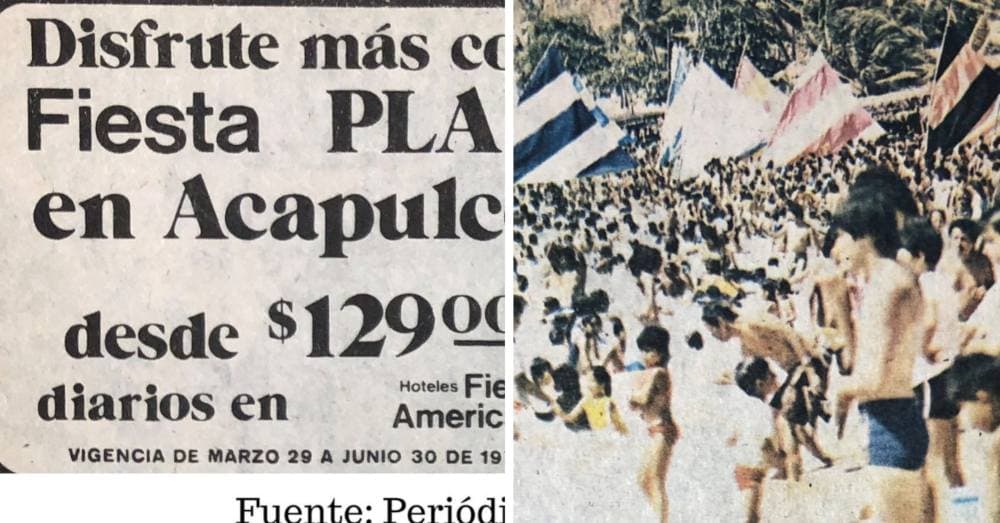 Disfrute más co
Fiesta PLA
en Acapulc
desde $129.00
diarios en
Hoteles Fie
Americ
VIGENCIA DE MARZO 29 A JUNIO 30 DE 19
Fuente: Periódi